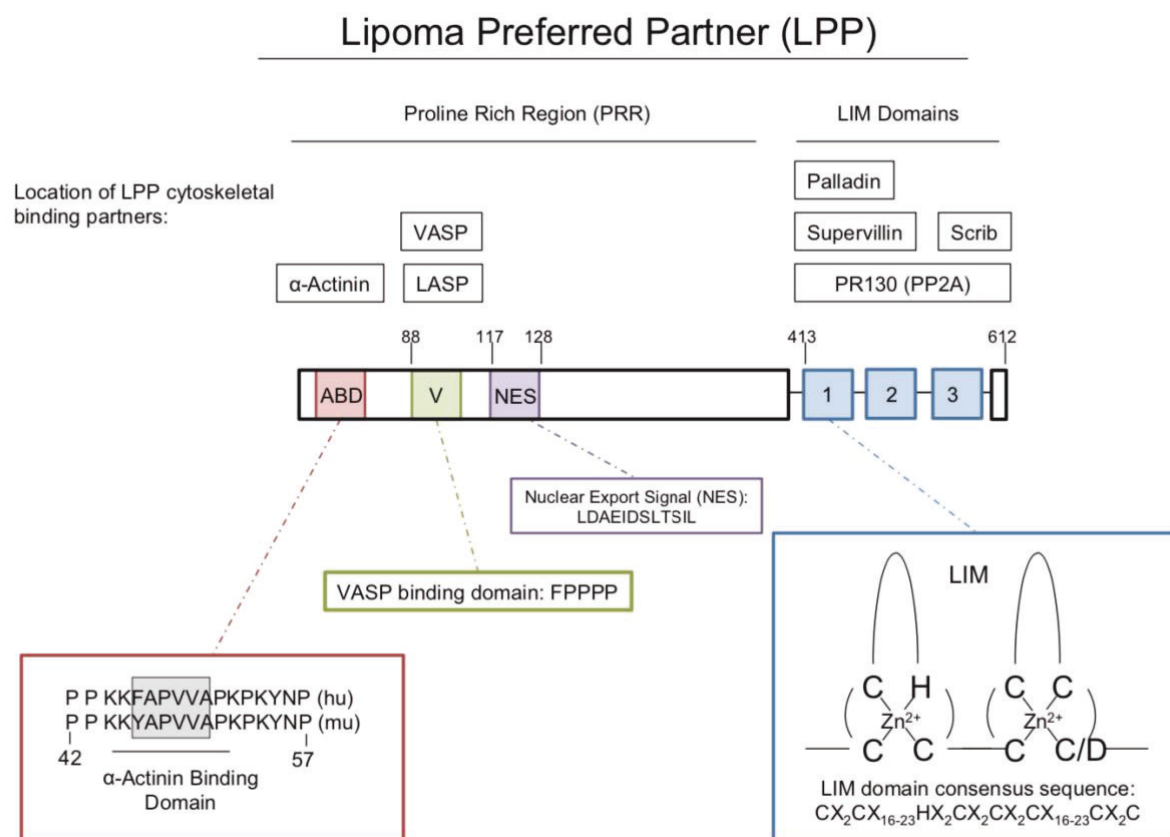 Lipoma Preferred Partner (LPP)
Proline Rich Region (PRR)
LIM Domains
Location of LPP cytoskeletal
binding partners:
Palladin
VASP
Supervillin
Scrib
α-Actinin
LASP
PR130 (PP2A)
88
117
128
413
612
ABD
V
NES
1
2
3
Nuclear Export Signal (NES):
LDAEIDSLTSIL
VASP binding domain: FPPPP
P P KKFAPVVAPKPKYNP (hu)
P P KKYAPVVAPKPKYNP (mu)
42
57
α-Actinin Binding
Domain
LIM
C H
C C
Zn²⁺
Zn²⁺
C C
C C/D
LIM domain consensus sequence:
CX₂CX₁₆₋₂₃HX₂CX₂CX₂CX₁₆₋₂₃CX₂C